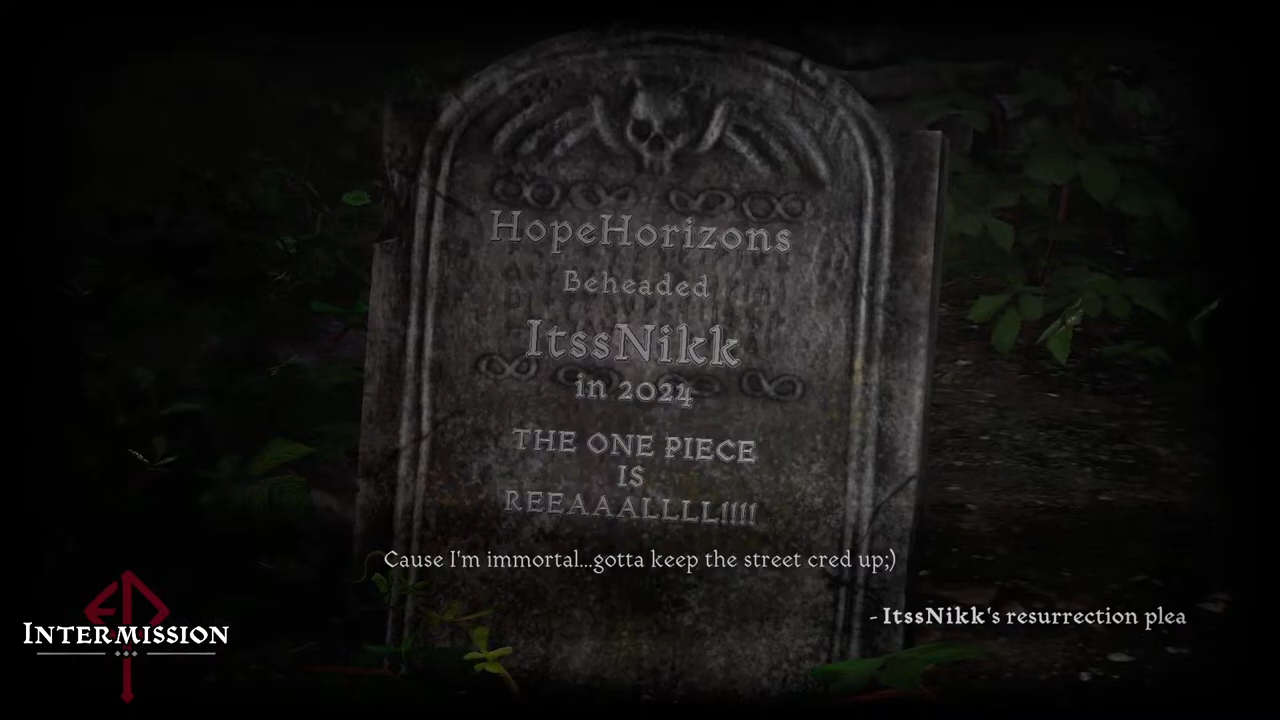 HopeHorizons
Beheaded
ItssNikk
in 2024
THE ONE PIECE
IS
REEAAALLLL!!!!
Cause I'm immortal...gotta keep the street cred up;)
- ItssNikk's resurrection plea
INTERMISSION